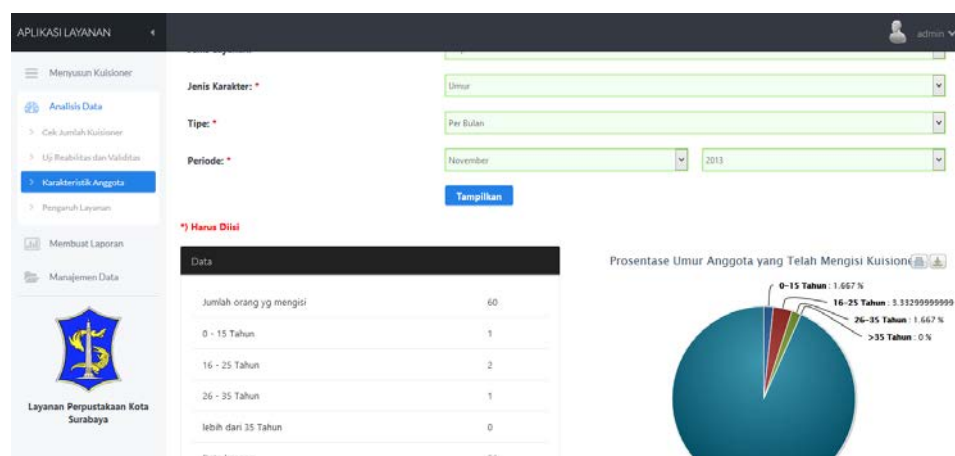 APLIKASI LAYANAN
admin
Menyusun Kuisioner
Analisis Data
Cek Jumlah Kuisioner
Uji Reabilitas dan Validitas
Karakteristik Anggota
Pengaruh Layanan
Membuat Laporan
Manajemen Data
Layanan Perpustakaan Kota
Surabaya
Jenis Karakter: *
Umur
Tipe: *
Per Bulan
Periode: *
November
2013
Tampilkan
*) Harus Diisi
Data
Jumlah orang yg mengisi 60
0 - 15 Tahun 1
16 - 25 Tahun 2
26 - 35 Tahun 1
lebih dari 35 Tahun 0
Prosentase Umur Anggota yang Telah Mengisi Kuisione
0-15 Tahun : 1.667 %
16-25 Tahun : 3.33299999999
26-35 Tahun : 1.667 %
>35 Tahun : 0 %